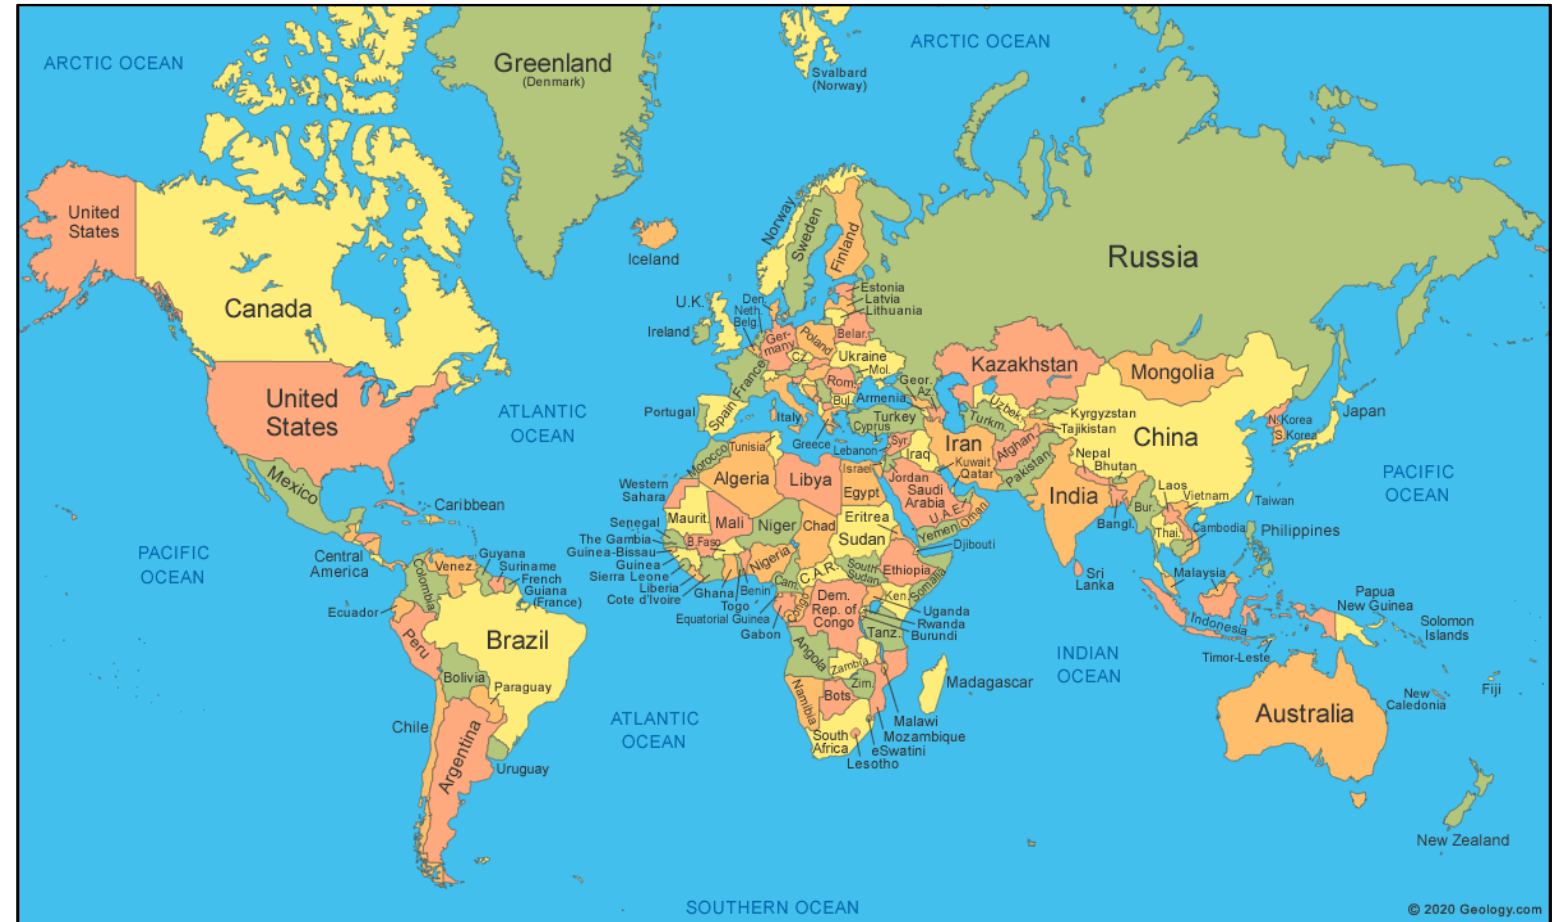 ARCTIC OCEAN
Greenland
(Denmark)
Svalbard
(Norway)
ARCTIC OCEAN
United
States
Canada
Iceland
Norway
Sweden
Finland
Russia
Estonia
Latvia
Lithuania
U.K.
Ireland
Den.
Neth.
Belg.
Ger-
many
Poland
Belar.
Cz.
Ukraine
Mol.
France
Rom.
Bul.
Geor.
Az.
Armenia
Kazakhstan
Mongolia
United
States
ATLANTIC
OCEAN
Portugal
Spain
Italy
Greece
Turkey
Cyprus
Lebanon
Syr.
Israel
Iraq
Iran
Uzbek.
Turkm.
Kyrgyzstan
Tajikistan
Afghan.
Pakistan
China
N.Korea
S.Korea
Japan
PACIFIC
OCEAN
Mexico
Caribbean
Central
America
PACIFIC
OCEAN
Morocco
Tunisia
Algeria
Libya
Egypt
Western
Sahara
Jordan
Saudi
Arabia
Kuwait
Qatar
U.A.E.
Oman
Yemen
Nepal
Bhutan
India
Bangl.
Bur.
Laos
Vietnam
Thai.
Cambodia
Taiwan
Philippines
Sri
Lanka
Malaysia
Indonesia
Timor-Leste
Papua
New Guinea
Solomon
Islands
Maurit.
Mali
Niger
Chad
Eritrea
Sudan
Djibouti
Senegal
The Gambia
Guinea-Bissau
Guinea
Sierra Leone
Liberia
Cote d'Ivoire
B.Faso
Ghana
Togo
Benin
Nigeria
Cam.
C.A.R.
South
Sudan
Ethiopia
Somalia
Equatorial Guinea
Gabon
Congo
Dem.
Rep. of
Congo
Ken.
Uganda
Rwanda
Burundi
Tanz.
Angola
Zambia
Zim.
Namibia
Bots.
South
Africa
Malawi
Mozambique
eSwatini
Lesotho
Madagascar
Guyana
Suriname
French
Guiana
(France)
Venez.
Colombia
Ecuador
Peru
Brazil
Bolivia
Paraguay
Chile
Argentina
Uruguay
ATLANTIC
OCEAN
INDIAN
OCEAN
Australia
New
Caledonia
Fiji
New Zealand
SOUTHERN OCEAN
© 2020 Geology.com